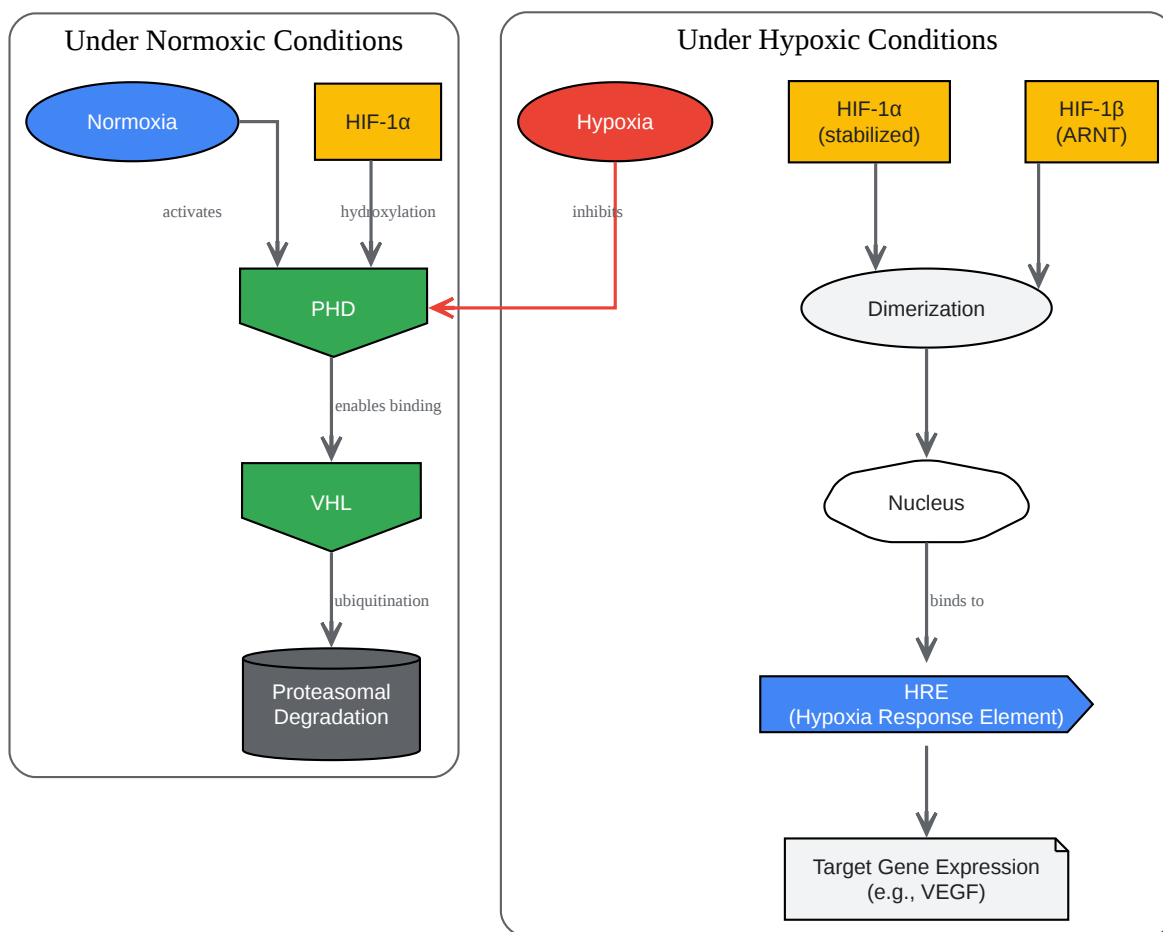 Under Normoxic Conditions
Normoxia
HIF-1α
activates
hydroxylation
PHD
enables binding
VHL
ubiquitination
Proteasomal
Degradation
Under Hypoxic Conditions
Hypoxia
HIF-1α
(stabilized)
HIF-1β
(ARNT)
inhibits
Dimerization
Nucleus
binds to
HRE
(Hypoxia Response Element)
Target Gene Expression
(e.g., VEGF)